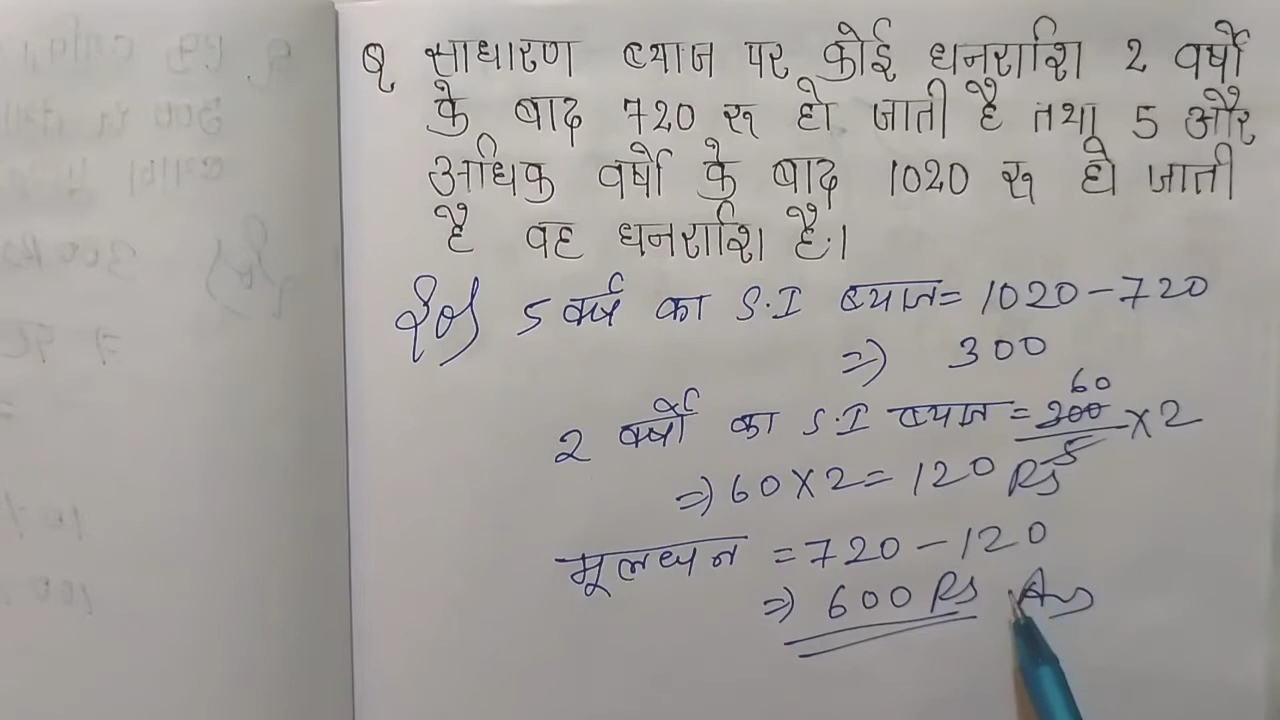 Q साधारण ब्याज पर कोई धनराशि 2 वर्षों
के बाद 720 रू हो जाती है तथा 5 और
अधिक वर्षो के बाद 1020 रू हो जाती
है वह धनराशि है।
Sol 5 वर्ष का S.I ब्याज = 1020 - 720
=> 300
2 वर्षो का S.I ब्याज = 300/5 × 2
60
=> 60 × 2 = 120 Rs
मूलधन = 720 - 120
=> 600 Rs Ans